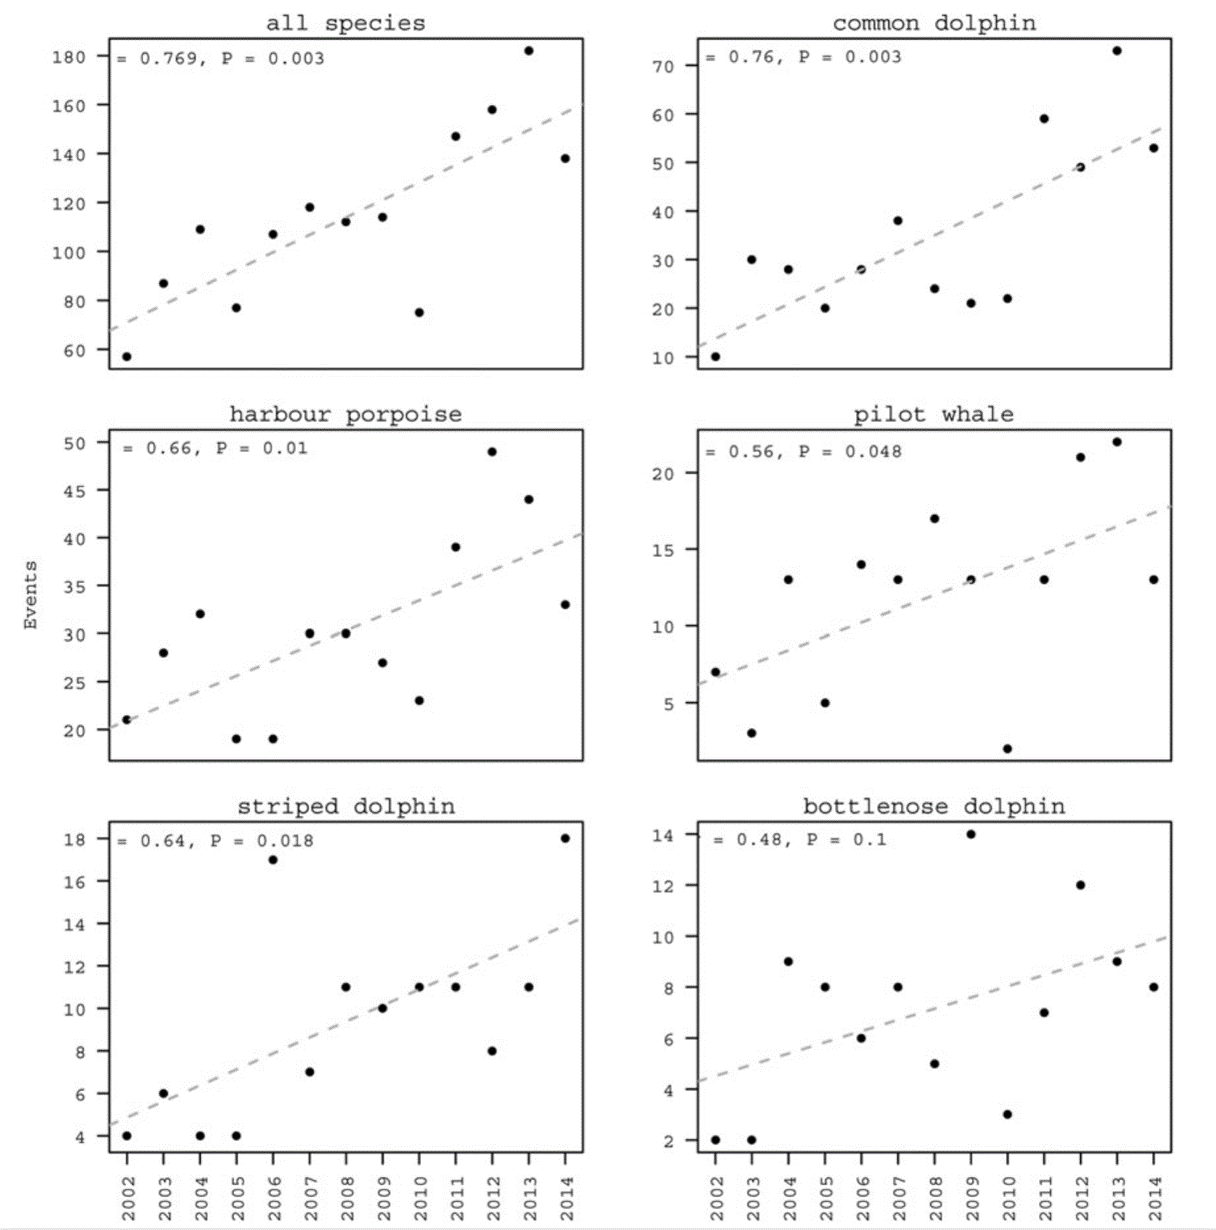 all species
= 0.769, P = 0.003
180
160
140
120
100
80
60
common dolphin
= 0.76, P = 0.003
70
60
50
40
30
20
10
harbour porpoise
= 0.66, P = 0.01
50
45
40
35
30
25
20
Events
pilot whale
= 0.56, P = 0.048
20
15
10
5
striped dolphin
= 0.64, P = 0.018
18
16
14
12
10
8
6
4
2002 2003 2004 2005 2006 2007 2008 2009 2010 2011 2012 2013 2014
bottlenose dolphin
= 0.48, P = 0.1
14
12
10
8
6
4
2
2002 2003 2004 2005 2006 2007 2008 2009 2010 2011 2012 2013 2014